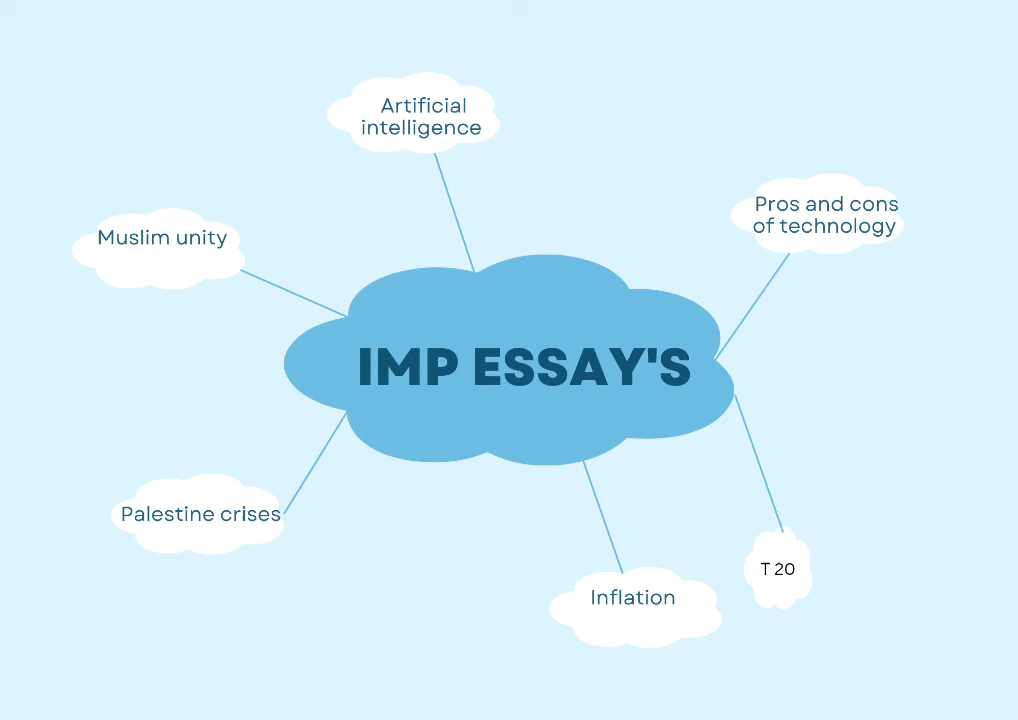 Artificial
intelligence
Pros and cons
of technology
Muslim unity
IMP ESSAY'S
Palestine crises
T 20
Inflation